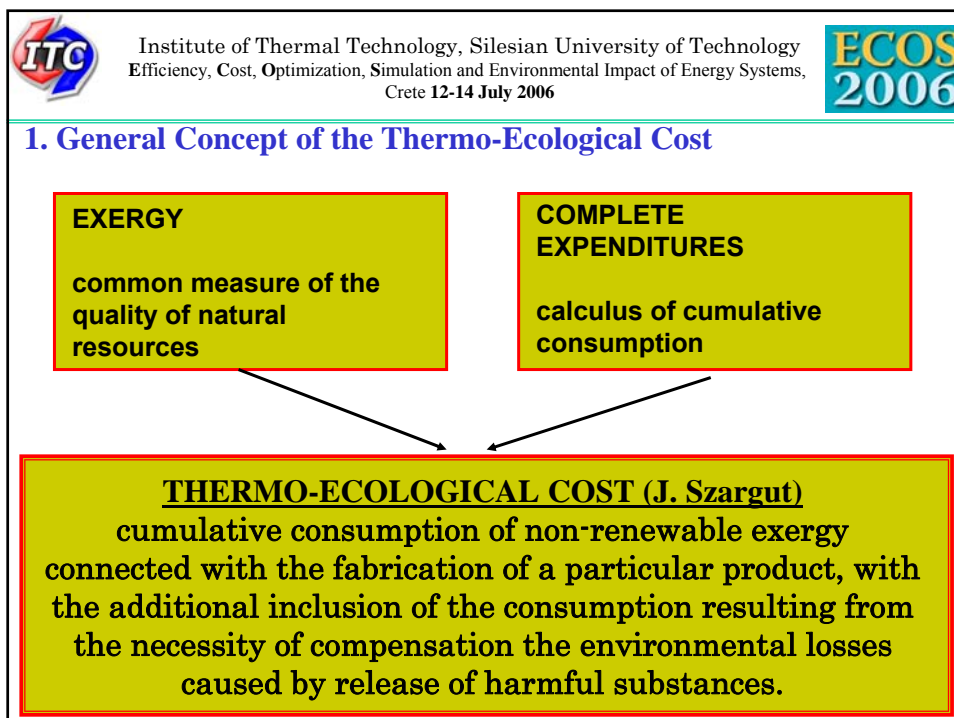 ITC
Institute of Thermal Technology, Silesian University of Technology
Efficiency, Cost, Optimization, Simulation and Environmental Impact of Energy Systems,
Crete 12-14 July 2006
ECOS
2006
1. General Concept of the Thermo-Ecological Cost
EXERGY
common measure of the
quality of natural
resources
COMPLETE
EXPENDITURES
calculus of cumulative
consumption
THERMO-ECOLOGICAL COST (J. Szargut)
cumulative consumption of non-renewable exergy
connected with the fabrication of a particular product, with
the additional inclusion of the consumption resulting from
the necessity of compensation the environmental losses
caused by release of harmful substances.